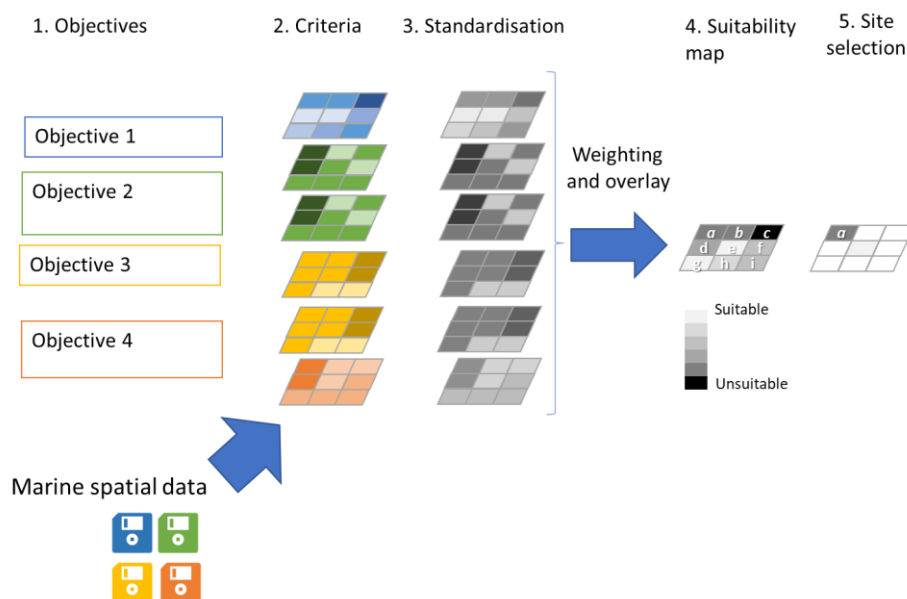 1. Objectives
2. Criteria
3. Standardisation
4. Suitability
map
5. Site
selection
Objective 1
Objective 2
Objective 3
Objective 4
Weighting
and overlay
a b c
d e f
g h i
a
Suitable
Unsuitable
Marine spatial data